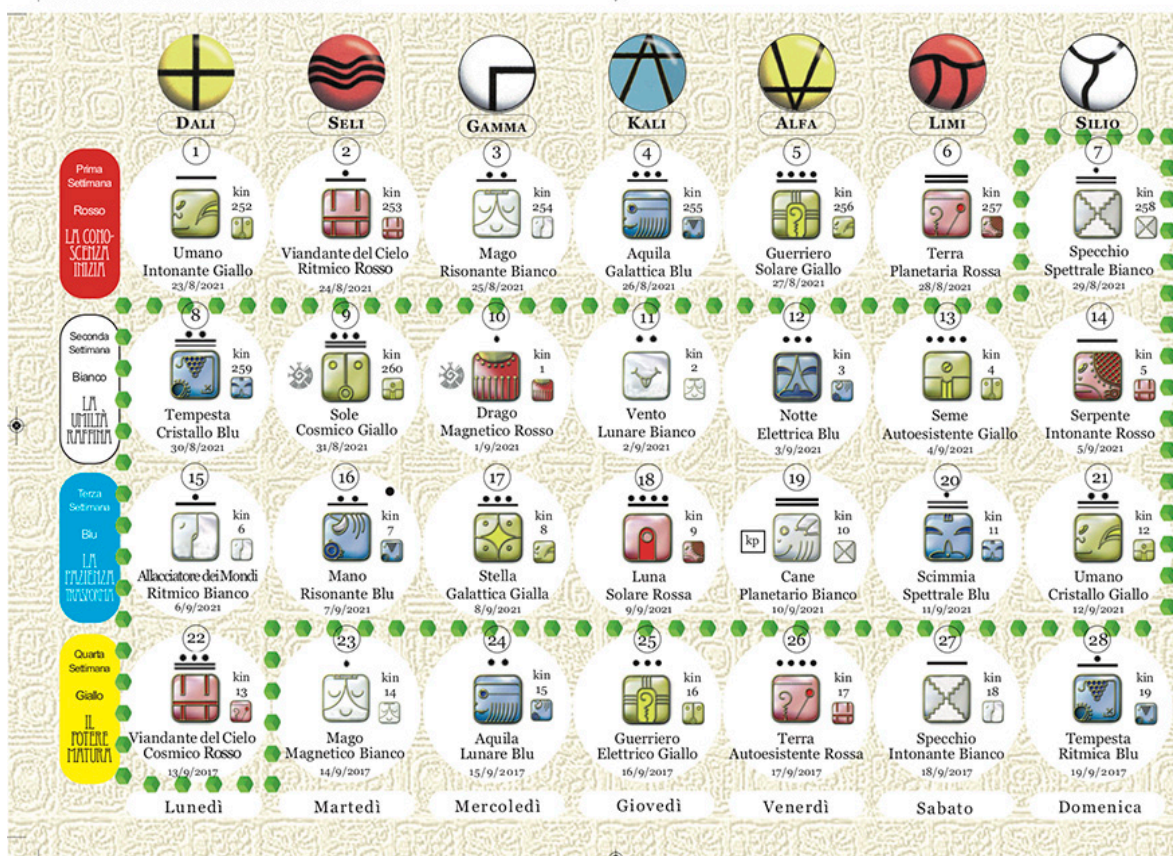 DALI
SELI
GAMMA
KALI
ALFA
LIMI
SILIO
Prima
Settimana
Rosso
LA CONO-
SCENZA
INIZIA
1
kin
252
Umano
Intonante Giallo
23/8/2021
2
kin
253
Viandante del Cielo
Ritmico Rosso
24/8/2021
3
kin
254
Mago
Risonante Bianco
25/8/2021
4
kin
255
Aquila
Galattica Blu
26/8/2021
5
kin
256
Guerriero
Solare Giallo
27/8/2021
6
kin
257
Terra
Planetaria Rossa
28/8/2021
7
kin
258
Specchio
Spettrale Bianco
29/8/2021
Seconda
Settimana
Bianco
LA
UMILTÀ
RAFFINA
8
kin
259
Tempesta
Cristallo Blu
30/8/2021
9
kin
260
Sole
Cosmico Giallo
31/8/2021
10
kin
1
Drago
Magnetico Rosso
1/9/2021
11
kin
2
Vento
Lunare Bianco
2/9/2021
12
kin
3
Notte
Elettrica Blu
3/9/2021
13
kin
4
Seme
Autoesistente Giallo
4/9/2021
14
kin
5
Serpente
Intonante Rosso
5/9/2021
Terza
Settimana
Blu
LA
PAZIENZA
TRASFORMA
15
kin
6
Allacciatore dei Mondi
Ritmico Bianco
6/9/2021
16
kin
7
Mano
Risonante Blu
7/9/2021
17
kin
8
Stella
Galattica Gialla
8/9/2021
18
kin
9
Luna
Solare Rossa
9/9/2021
19
kp
kin
10
Cane
Planetario Bianco
10/9/2021
20
kin
11
Scimmia
Spettrale Blu
11/9/2021
21
kin
12
Umano
Cristallo Giallo
12/9/2021
Quarta
Settimana
Giallo
IL
POTERE
MATURA
22
kin
13
Viandante del Cielo
Cosmico Rosso
13/9/2017
23
kin
14
Mago
Magnetico Bianco
14/9/2017
24
kin
15
Aquila
Lunare Blu
15/9/2017
25
kin
16
Guerriero
Elettrico Giallo
16/9/2017
26
kin
17
Terra
Autoesistente Rossa
17/9/2017
27
kin
18
Specchio
Intonante Bianco
18/9/2017
28
kin
19
Tempesta
Ritmica Blu
19/9/2017
Lunedì
Martedì
Mercoledì
Giovedì
Venerdì
Sabato
Domenica